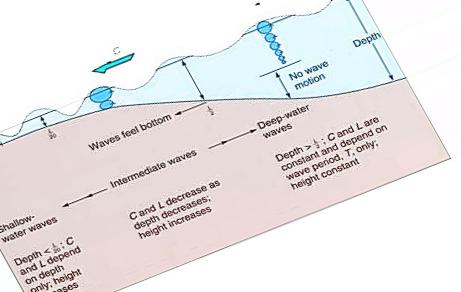 C
Depth
No wave
motion
L/20
L/2
Waves feel bottom
Deep-water
waves
Intermediate waves
Depth > L/2; C and L are
constant and depend on
wave period, T, only;
height constant
Shallow-
water waves
C and L decrease as
depth decreases;
height increases
Depth < L/20; C
and L depend
on depth
only; height